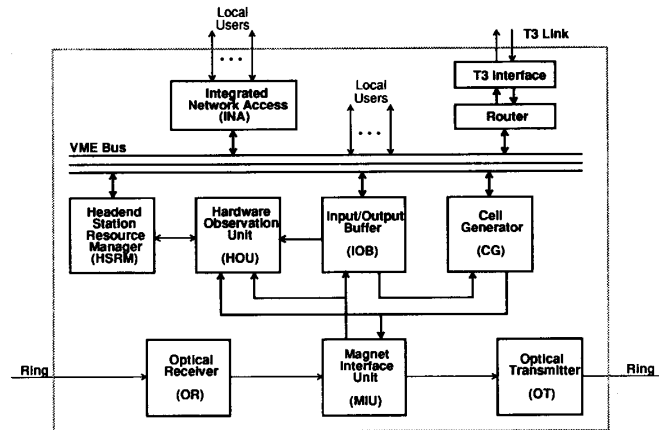 Local
Users
T3 Link
T3 Interface
Integrated
Network Access
(INA)
Local
Users
Router
VME Bus
Headend
Station
Resource
Manager
(HSRM)
Hardware
Observation
Unit
(HOU)
Input/Output
Buffer
(IOB)
Cell
Generator
(CG)
Ring
Optical
Receiver
(OR)
Magnet
Interface
Unit
(MIU)
Optical
Transmitter
(OT)
Ring